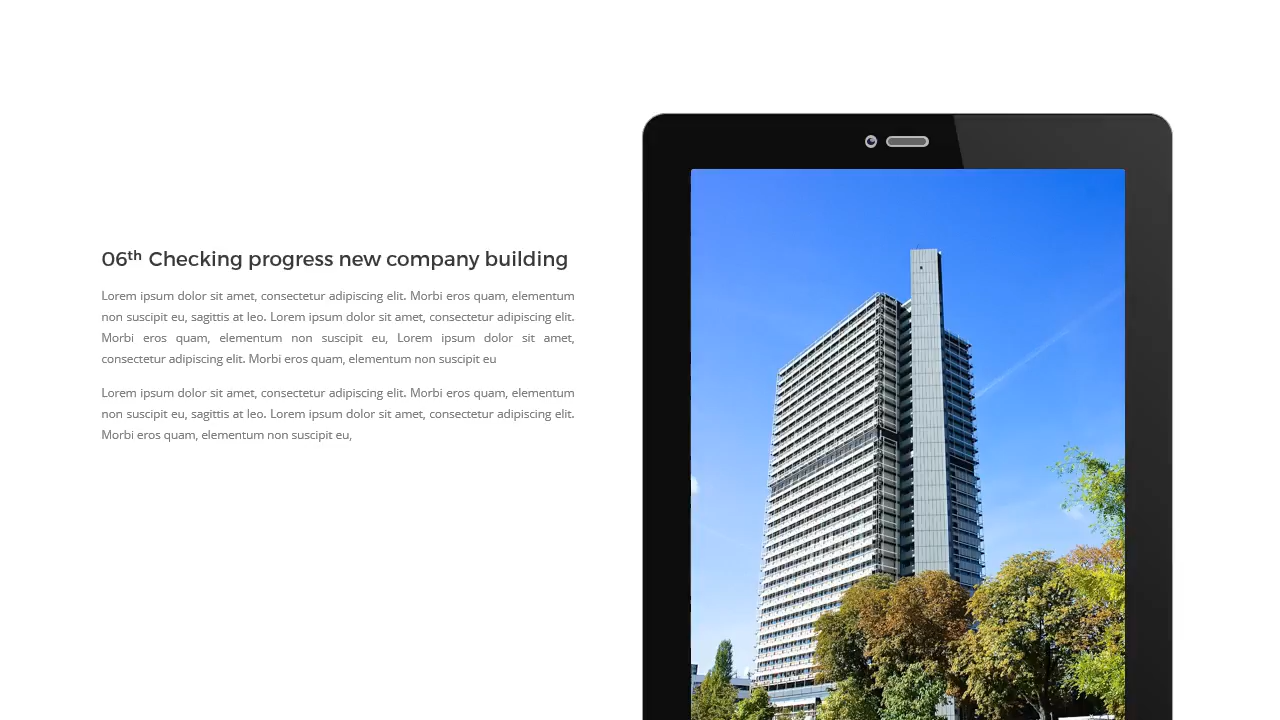 06th Checking progress new company building
Lorem ipsum dolor sit amet, consectetur adipiscing elit. Morbi eros quam, elementum
non suscipit eu, sagittis at leo. Lorem ipsum dolor sit amet, consectetur adipiscing elit.
Morbi eros quam, elementum non suscipit eu, Lorem ipsum dolor sit amet,
consectetur adipiscing elit. Morbi eros quam, elementum non suscipit eu
Lorem ipsum dolor sit amet, consectetur adipiscing elit. Morbi eros quam, elementum
non suscipit eu, sagittis at leo. Lorem ipsum dolor sit amet, consectetur adipiscing elit.
Morbi eros quam, elementum non suscipit eu,